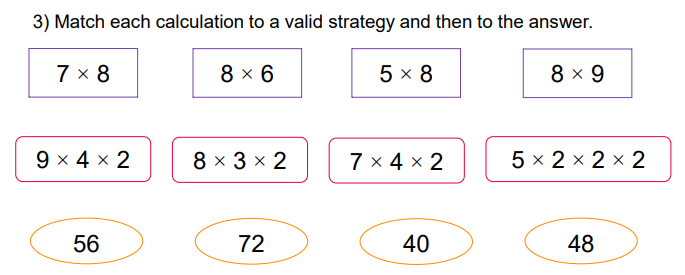 3) Match each calculation to a valid strategy and then to the answer.
7 × 8 8 × 6 5 × 8 8 × 9
9 × 4 × 2 8 × 3 × 2 7 × 4 × 2 5 × 2 × 2 × 2
56 72 40 48